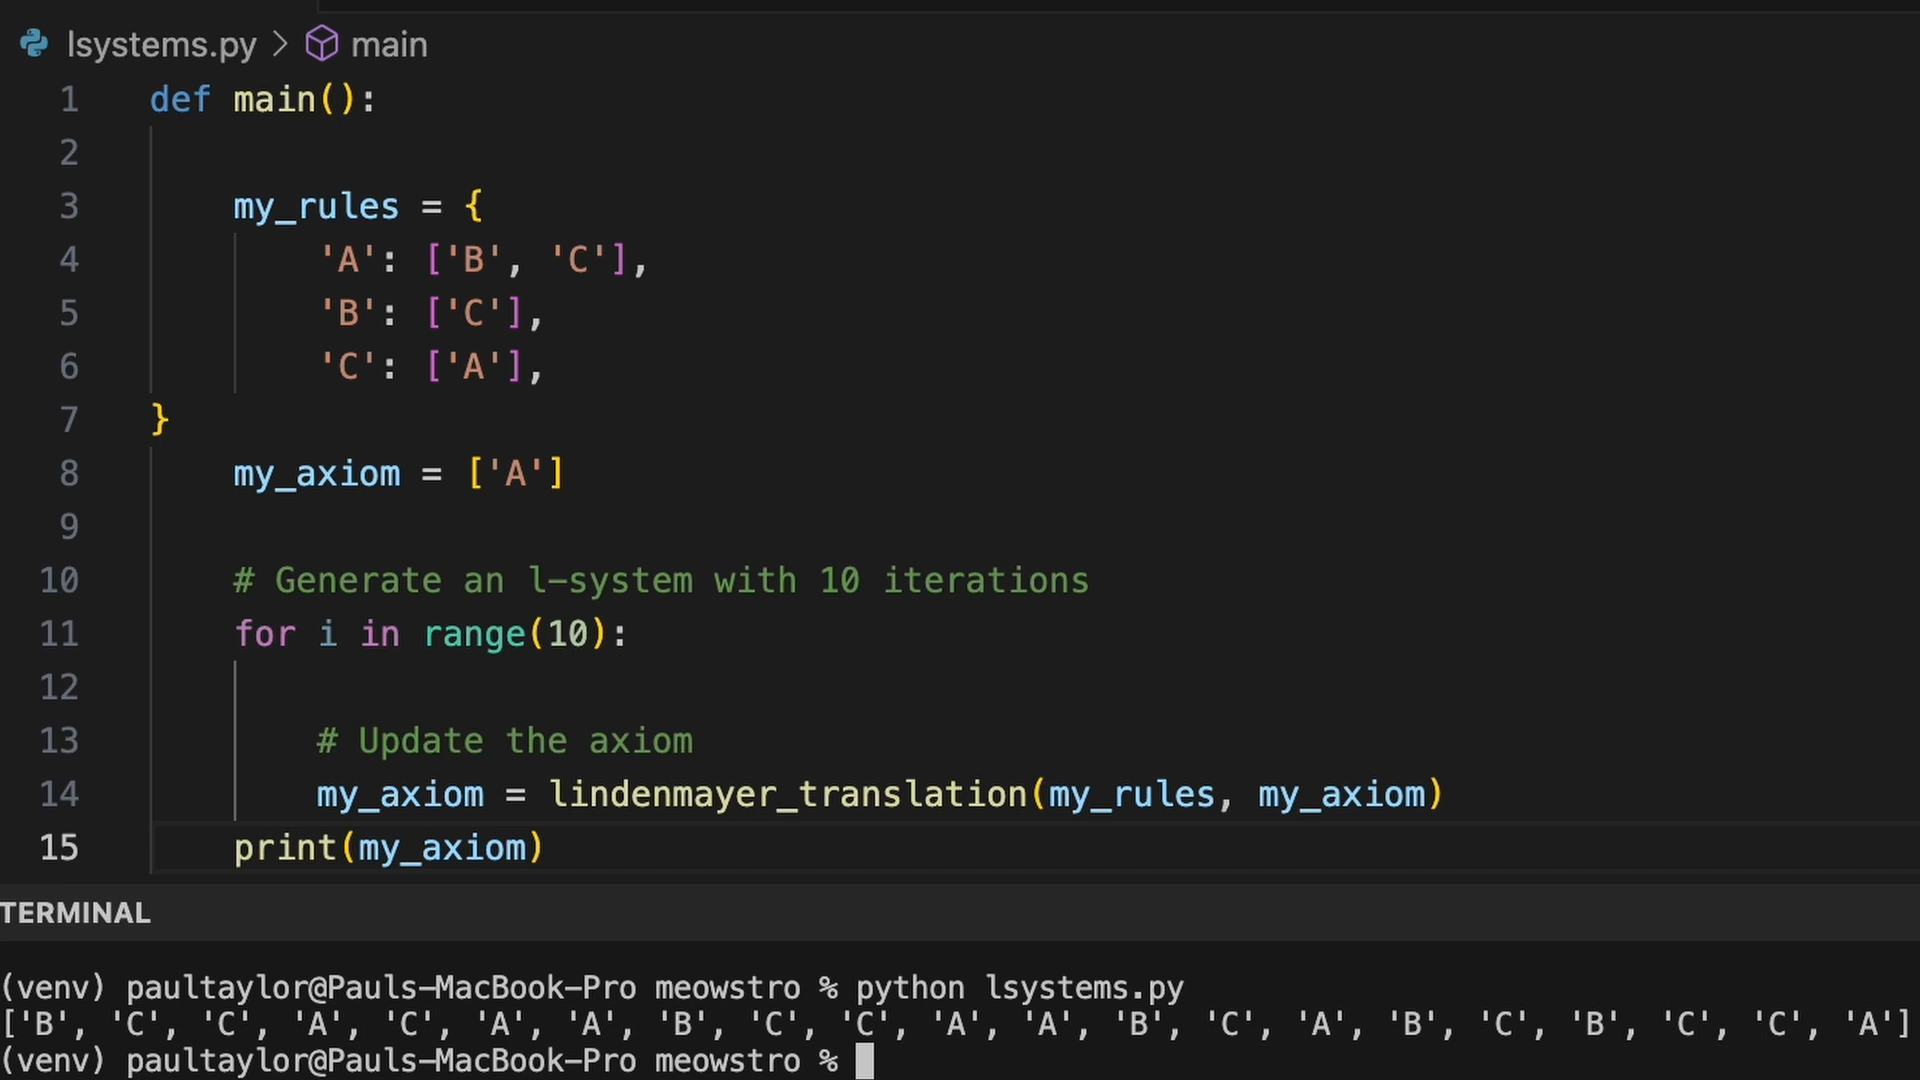 lsystems.py > main
1 def main():
2
3 my_rules = {
4 'A': ['B', 'C'],
5 'B': ['C'],
6 'C': ['A'],
7 }
8 my_axiom = ['A']
9
10 # Generate an l-system with 10 iterations
11 for i in range(10):
12
13 # Update the axiom
14 my_axiom = lindenmayer_translation(my_rules, my_axiom)
15 print(my_axiom)
TERMINAL
(venv) paultaylor@Pauls-MacBook-Pro meowstro % python lsystems.py
['B', 'C', 'C', 'A', 'C', 'A', 'A', 'B', 'C', 'C', 'A', 'A', 'B', 'C', 'A', 'B', 'C', 'B', 'C', 'C', 'A']
(venv) paultaylor@Pauls-MacBook-Pro meowstro %